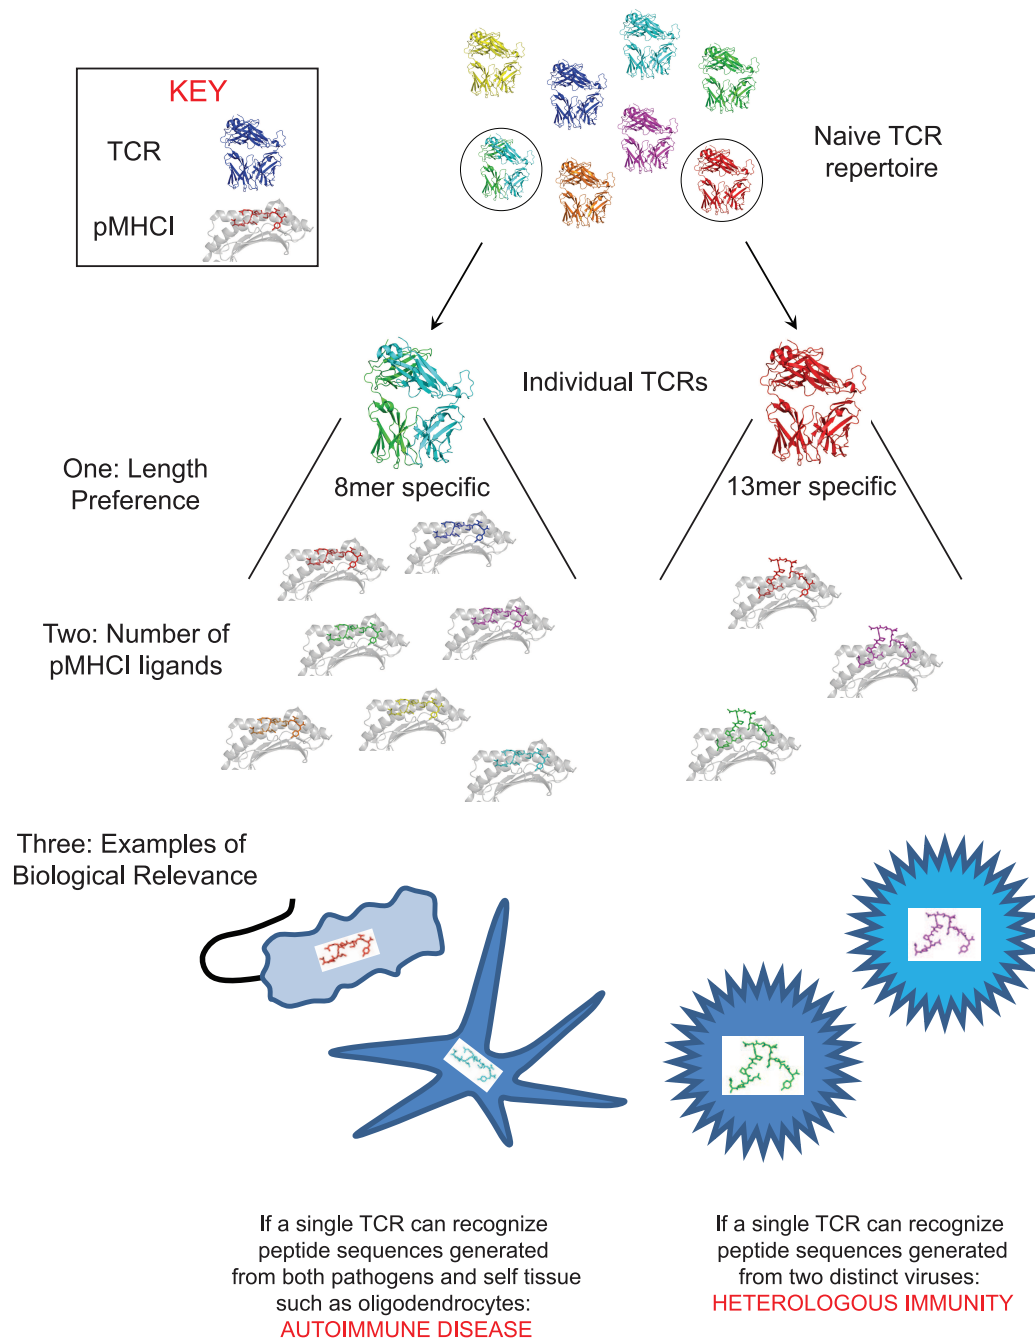 KEY
TCR
pMHCI
Naive TCR
repertoire
Individual TCRs
One: Length
Preference
8mer specific
13mer specific
Two: Number of
pMHCI ligands
Three: Examples of
Biological Relevance
If a single TCR can recognize
peptide sequences generated
from both pathogens and self tissue
such as oligodendrocytes:
AUTOIMMUNE DISEASE
If a single TCR can recognize
peptide sequences generated
from two distinct viruses:
HETEROLOGOUS IMMUNITY